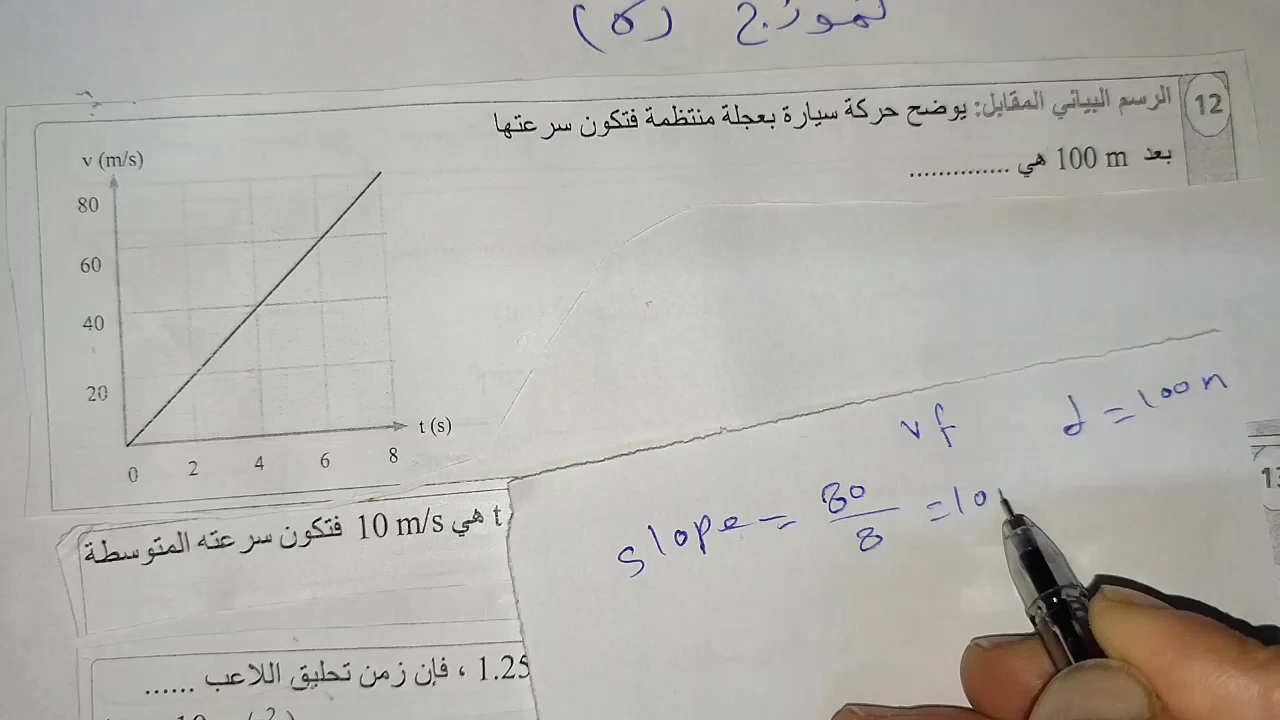 نموذج (٥)
12
الرسم البياني المقابل: يوضح حركة سيارة بعجلة منتظمة فتكون سرعتها
بعد 100 m هي ..............
v (m/s)
80
60
40
20
0 2 4 6 8
t (s)
vf d = 100 m
slope = 80/8 = 10
t هي 10 m/s فتكون سرعته المتوسطة
1.25 ، فإن زمن تحليق اللاعب ......